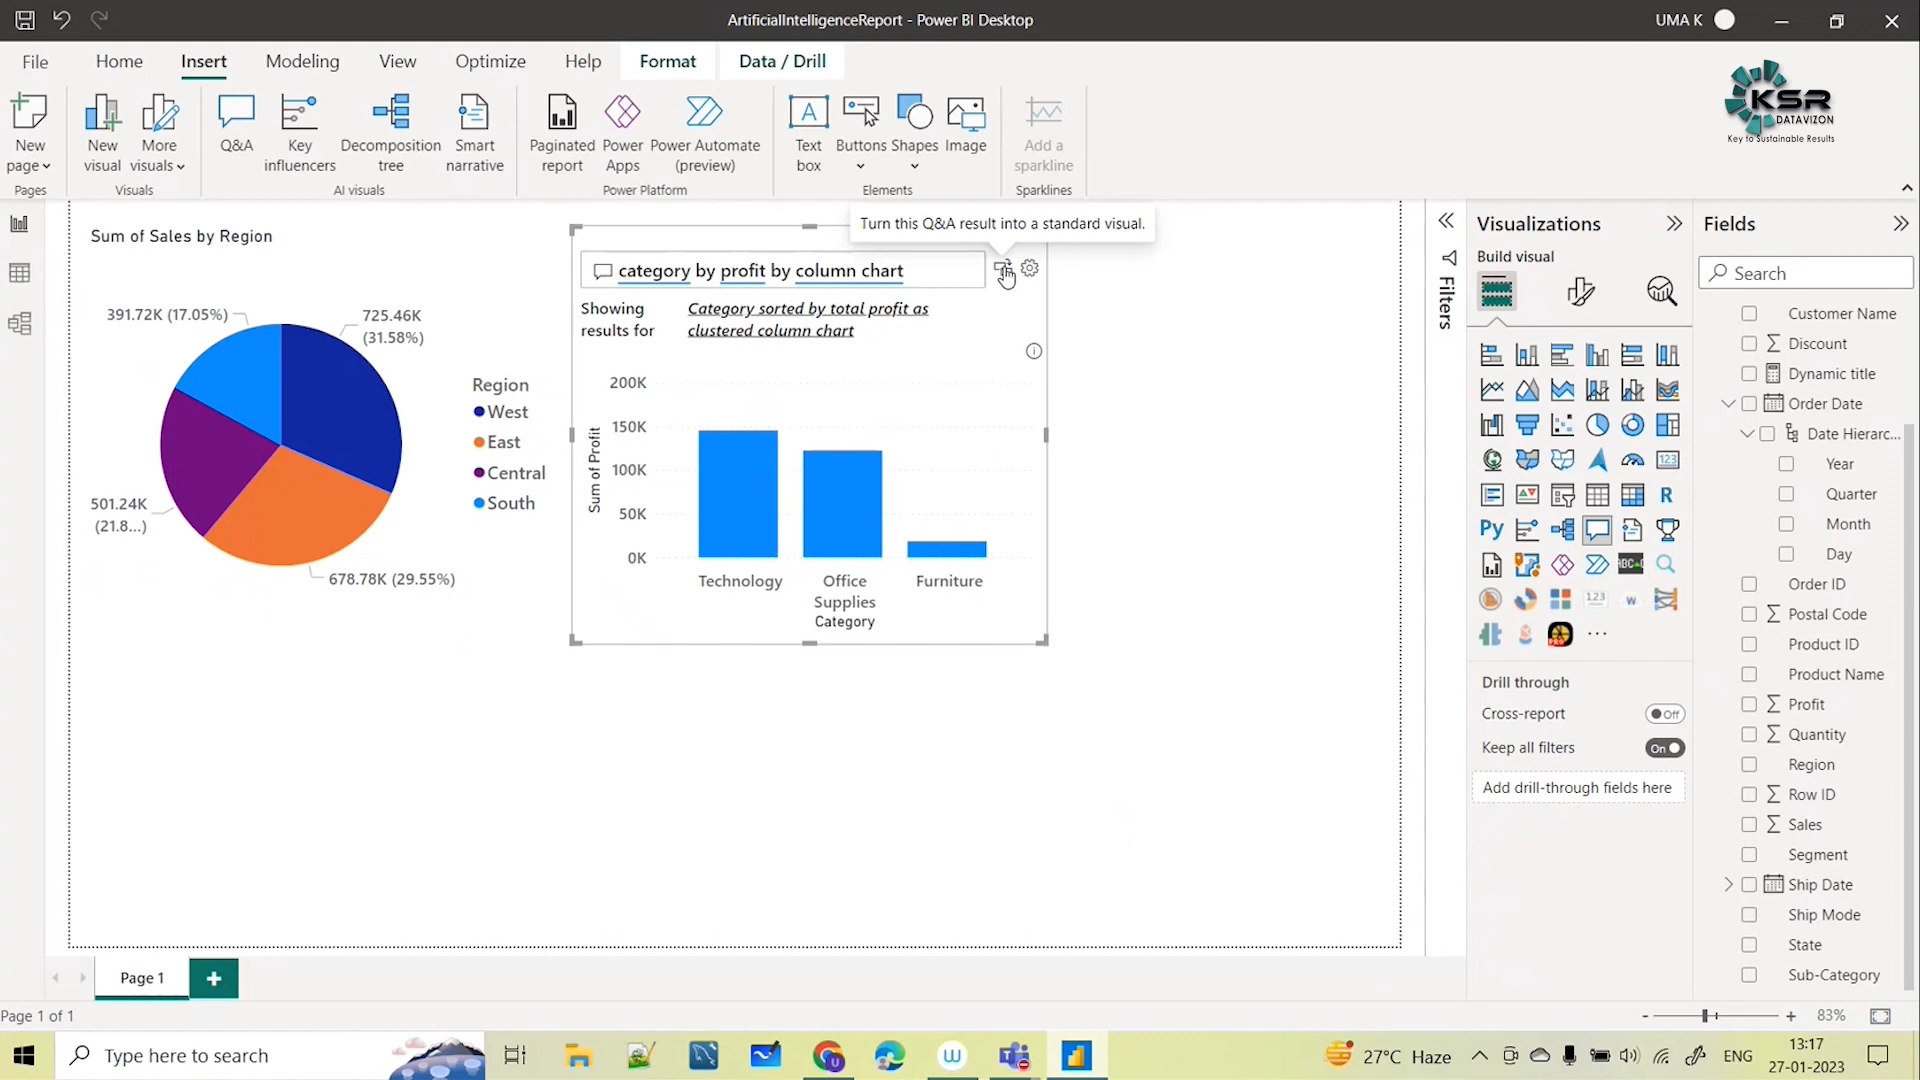 ArtificialIntelligenceReport - Power BI Desktop
UMA K
File
Home
Insert
Modeling
View
Optimize
Help
Format
Data / Drill
New page
New visual
More visuals
Q&A
Key influencers
Decomposition tree
Smart narrative
Paginated report
Power Apps
Power Automate (preview)
Text box
Buttons
Shapes
Image
Add a sparkline
Pages
Visuals
AI visuals
Power Platform
Elements
Sparklines
KSR
DATAVIZON
Key to Sustainable Results
Turn this Q&A result into a standard visual.
Sum of Sales by Region
391.72K (17.05%)
725.46K
(31.58%)
501.24K
(21.8...)
678.78K (29.55%)
Region
West
East
Central
South
category by profit by column chart
Showing
results for
Category sorted by total profit as
clustered column chart
200K
150K
100K
50K
0K
Sum of Profit
Technology
Office
Supplies
Furniture
Category
Filters
Visualizations
Build visual
123
R
Py
ABC
123
W
Drill through
Cross-report
Off
Keep all filters
On
Add drill-through fields here
Fields
Search
Customer Name
Discount
Dynamic title
Order Date
Date Hierarc...
Year
Quarter
Month
Day
Order ID
Postal Code
Product ID
Product Name
Profit
Quantity
Region
Row ID
Sales
Segment
Ship Date
Ship Mode
State
Sub-Category
Page 1
Page 1 of 1
83%
Type here to search
27°C Haze
ENG
13:17
27-01-2023